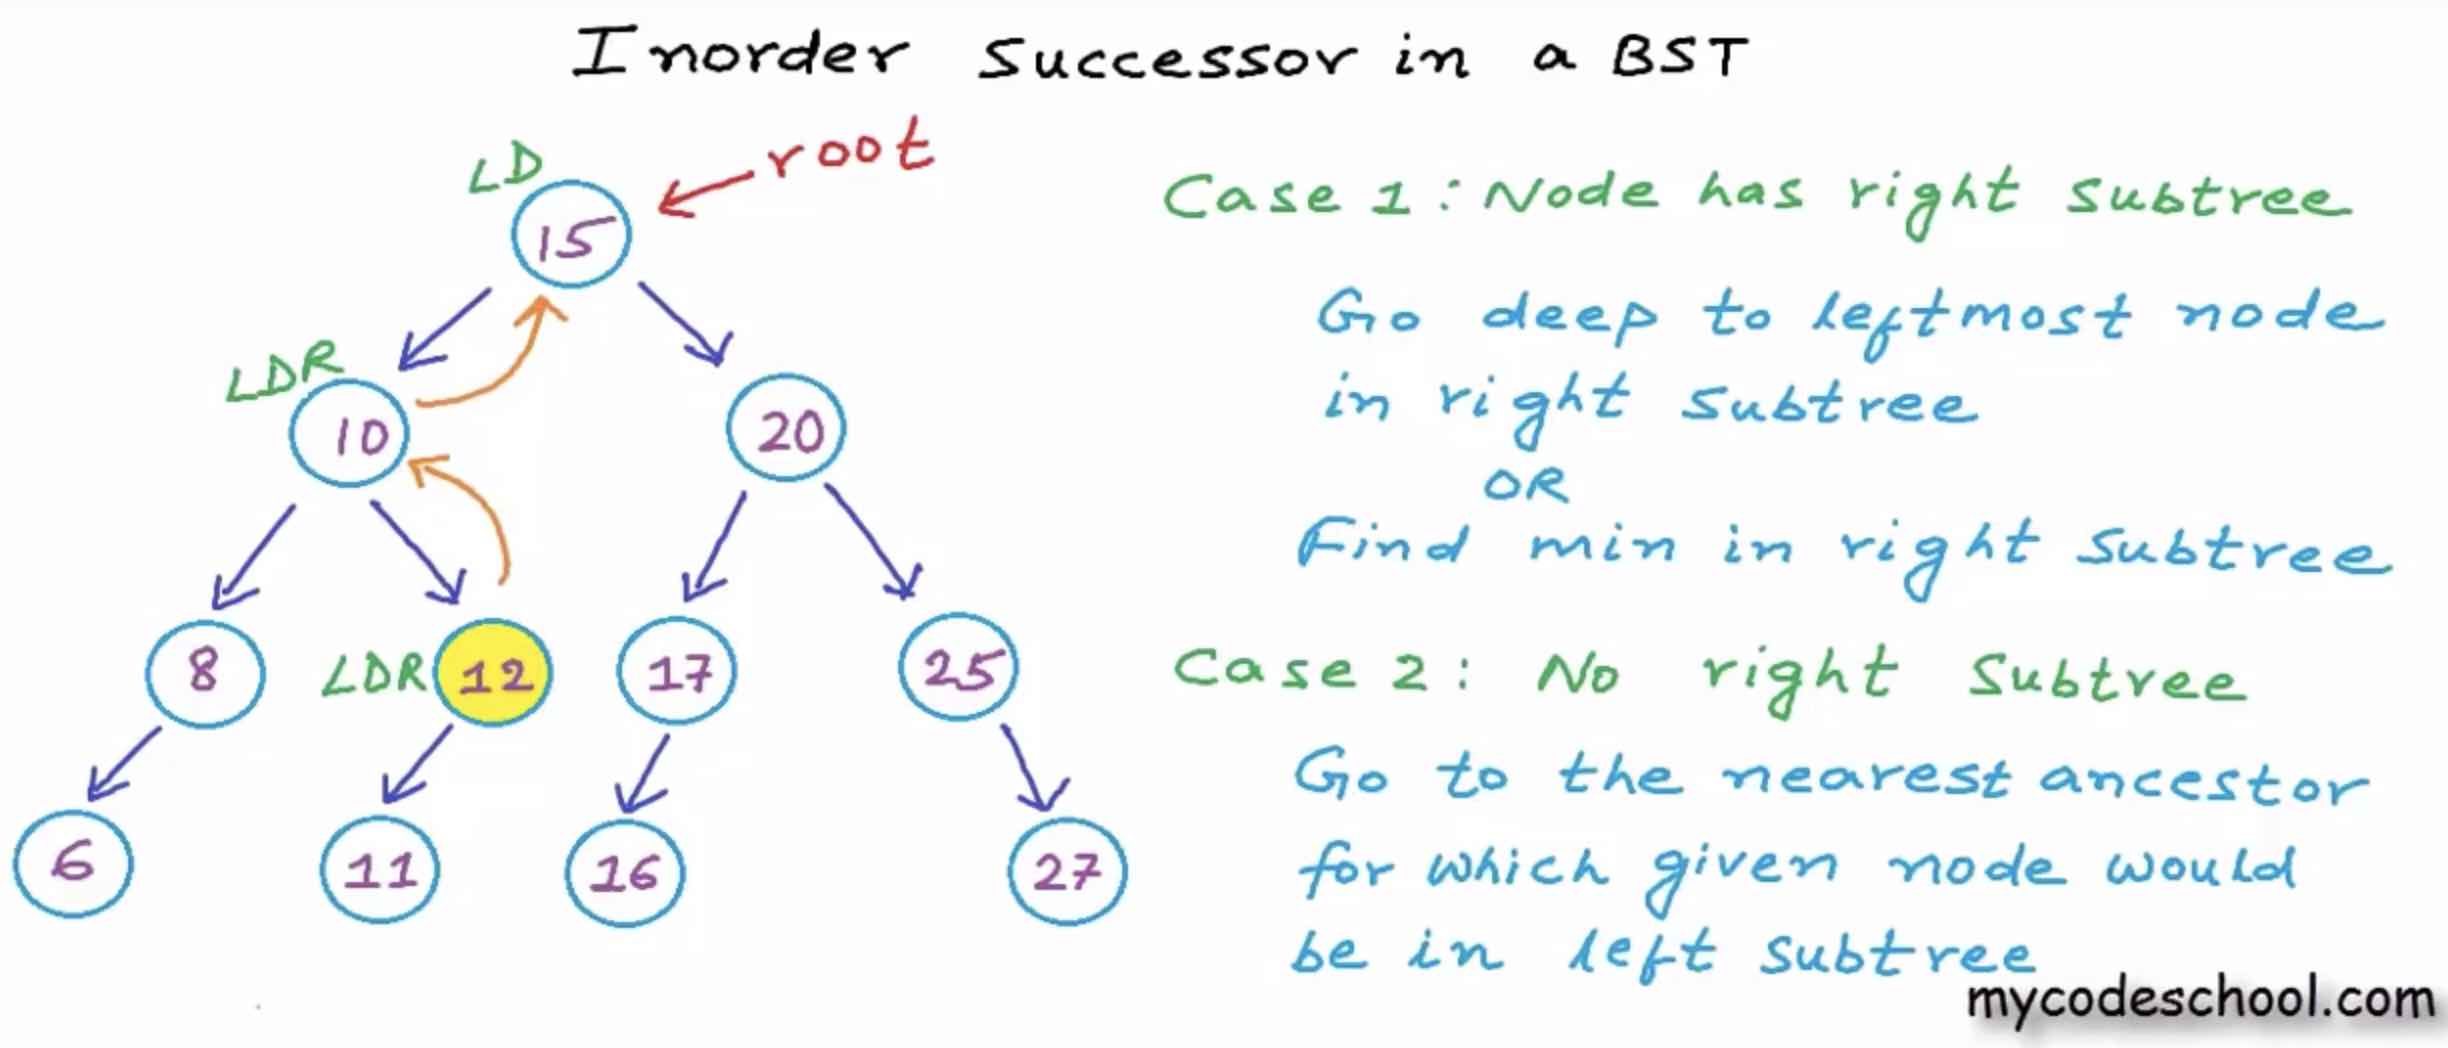 Inorder Successor in a BST
root
LD
15
LDR
10
20
8
LDR
12
17
25
6
11
16
27
Case 1: Node has right subtree
Go deep to leftmost node
in right subtree
OR
Find min in right subtree
Case 2: No right Subtree
Go to the nearest ancestor
for which given node would
be in left subtree
mycodeschool.com